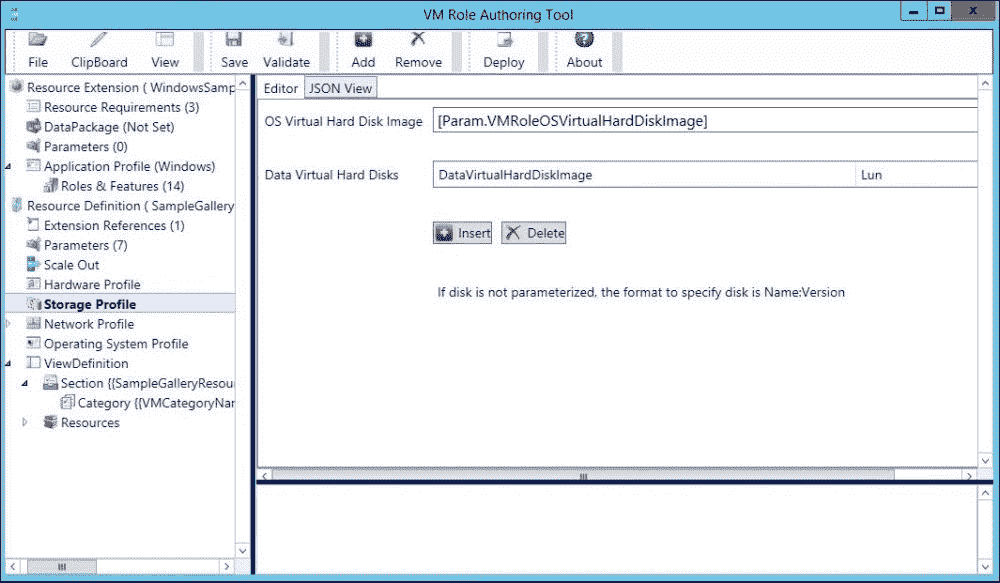 VM Role Authoring Tool
x
File ClipBoard View Save Validate Add Remove Deploy About
Resource Extension ( WindowsSamp
Resource Requirements (3)
DataPackage (Not Set)
Parameters (0)
Application Profile (Windows)
Roles & Features (14)
Resource Definition ( SampleGallery
Extension References (1)
Parameters (7)
Scale Out
Hardware Profile
Storage Profile
Network Profile
Operating System Profile
ViewDefinition
Section {{SampleGalleryResou
Category {{VMCategoryNar
Resources
Editor JSON View
OS Virtual Hard Disk Image [Param.VMRoleOSVirtualHardDiskImage]
Data Virtual Hard Disks DataVirtualHardDiskImage Lun
Insert Delete
If disk is not parameterized, the format to specify disk is Name:Version